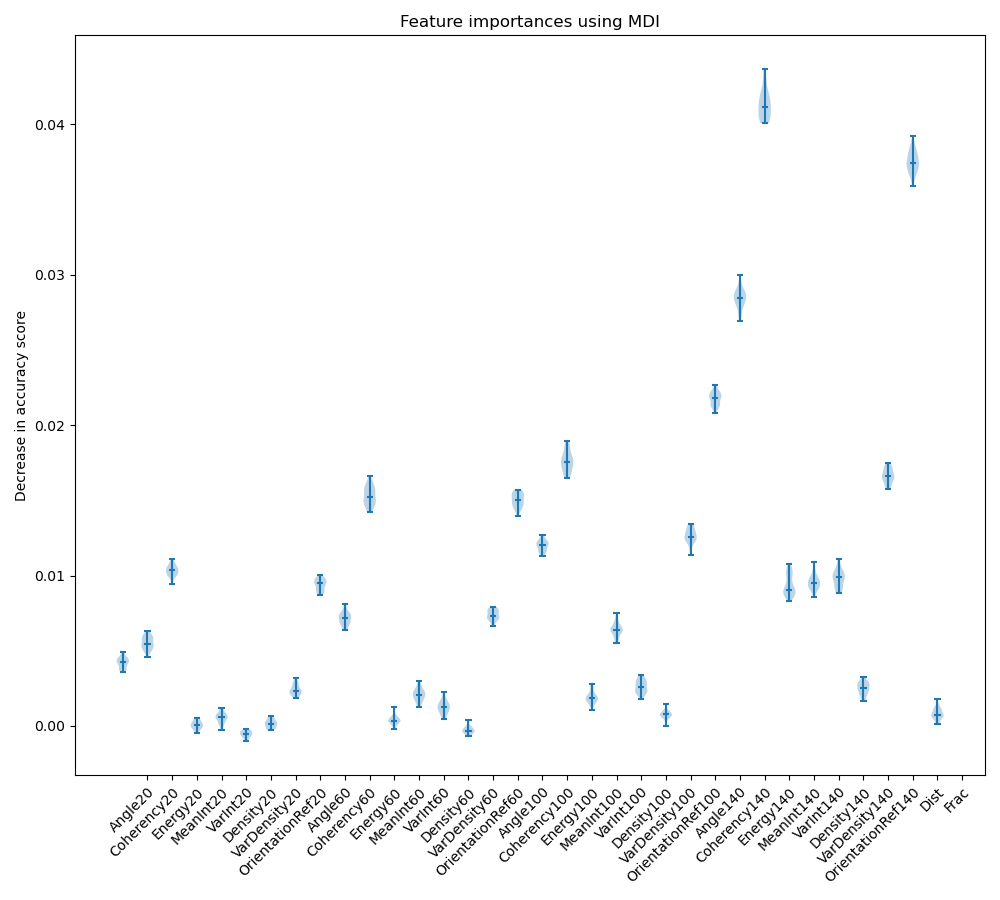 Feature importances using MDI
Decrease in accuracy score
0.04
0.03
0.02
0.01
0.00
Angle20
Coherency20
Energy20
MeanInt20
VarInt20
Density20
VarDensity20
OrientationRef20
Angle60
Coherency60
Energy60
MeanInt60
VarInt60
Density60
VarDensity60
OrientationRef60
Angle100
Coherency100
Energy100
MeanInt100
VarInt100
Density100
VarDensity100
OrientationRef100
Angle140
Coherency140
Energy140
MeanInt140
VarInt140
Density140
VarDensity140
OrientationRef140
Dist
Frac